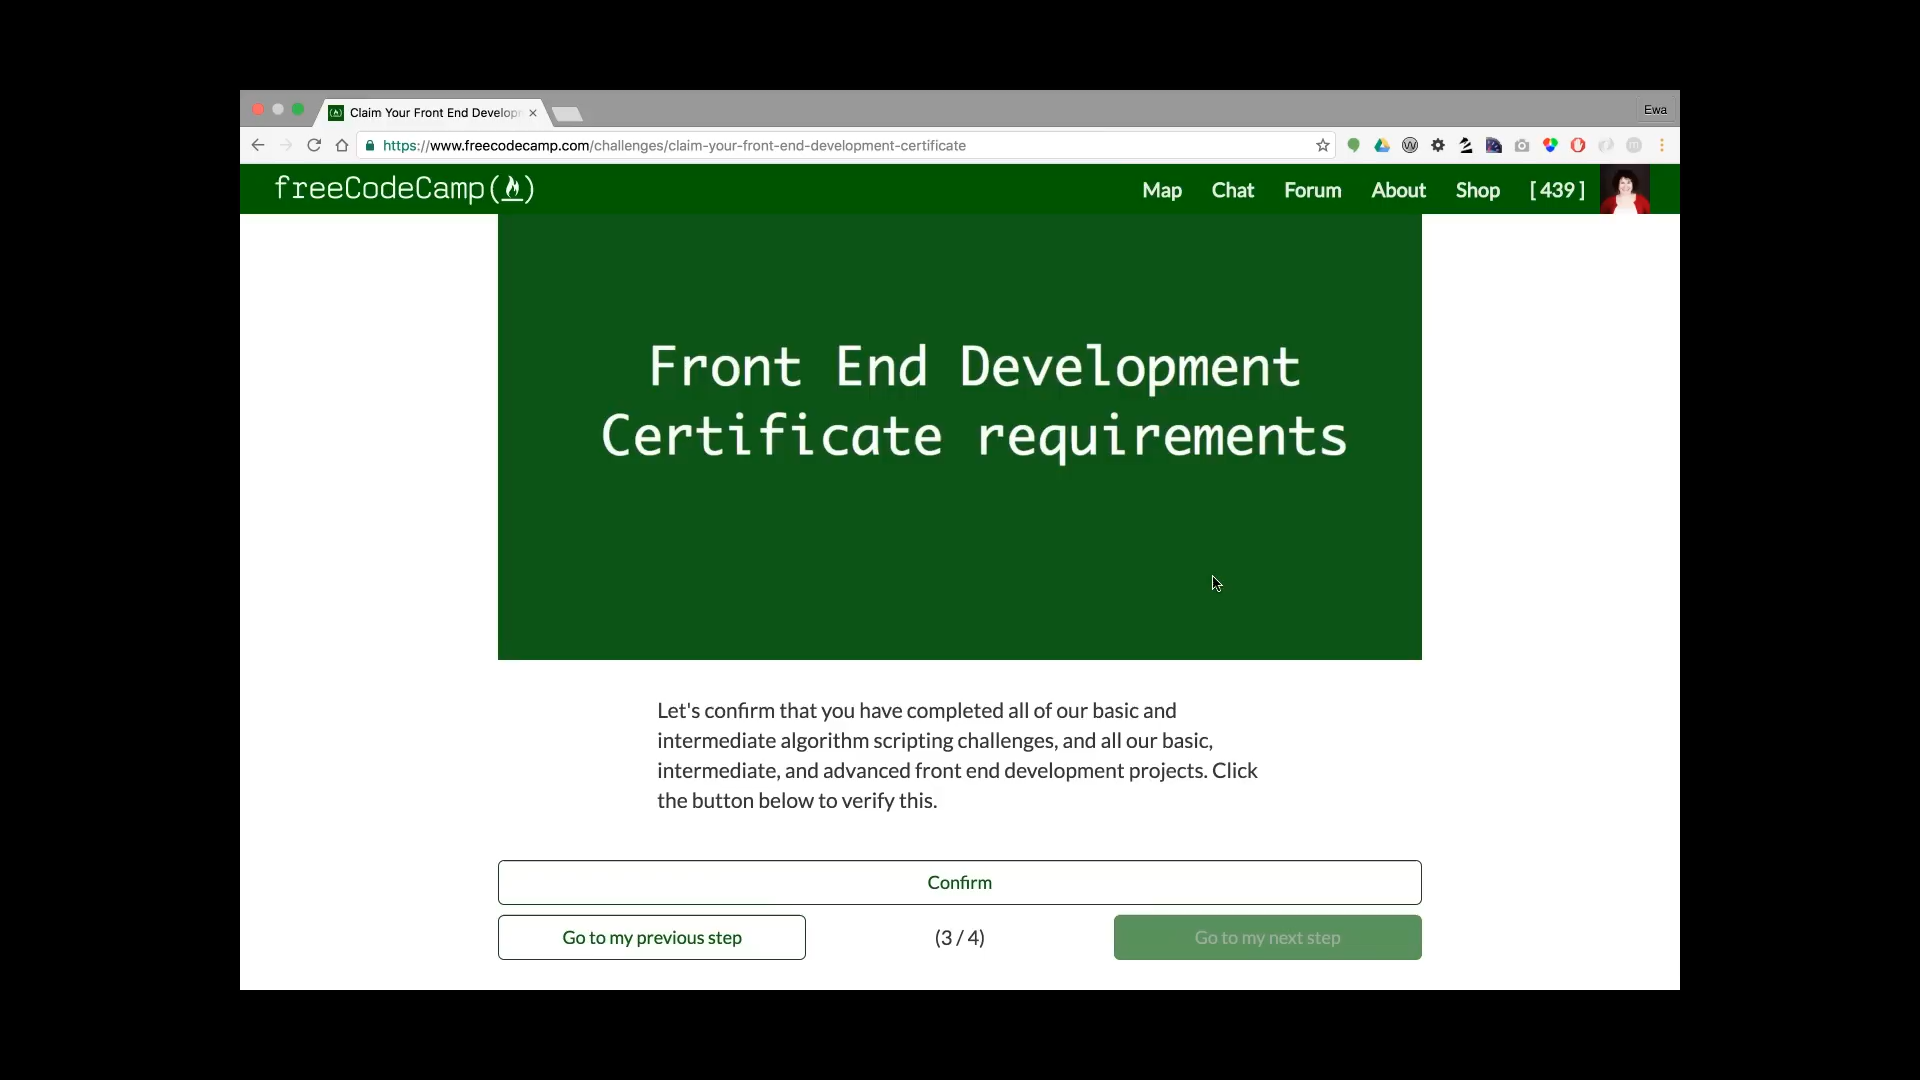 Claim Your Front End Develop
Ewa
https://www.freecodecamp.com/challenges/claim-your-front-end-development-certificate
freeCodeCamp
Map Chat Forum About Shop [ 439 ]
Front End Development
Certificate requirements
Let's confirm that you have completed all of our basic and
intermediate algorithm scripting challenges, and all our basic,
intermediate, and advanced front end development projects. Click
the button below to verify this.
Confirm
Go to my previous step (3 / 4) Go to my next step